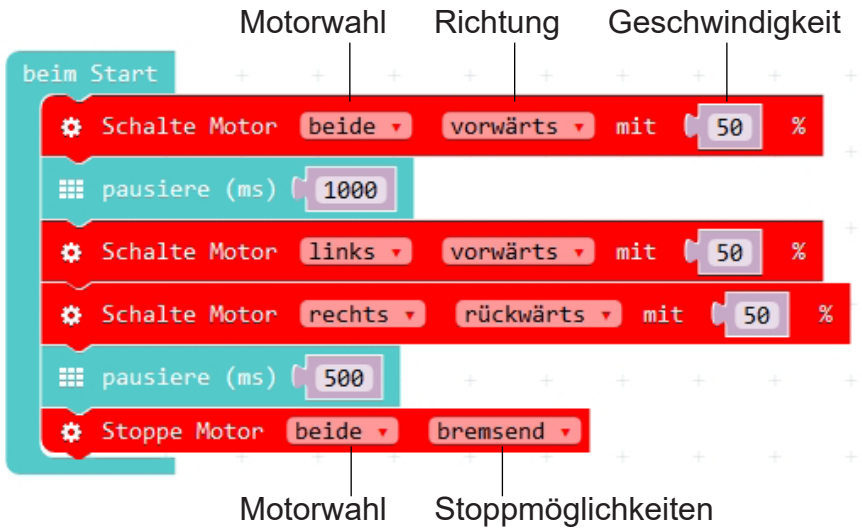 Motorwahl Richtung Geschwindigkeit
beim Start
Schalte Motor beide vorwärts mit 50 %
pausiere (ms) 1000
Schalte Motor links vorwärts mit 50 %
Schalte Motor rechts rückwärts mit 50 %
pausiere (ms) 500
Stoppe Motor beide bremsend
Motorwahl Stoppmöglichkeiten